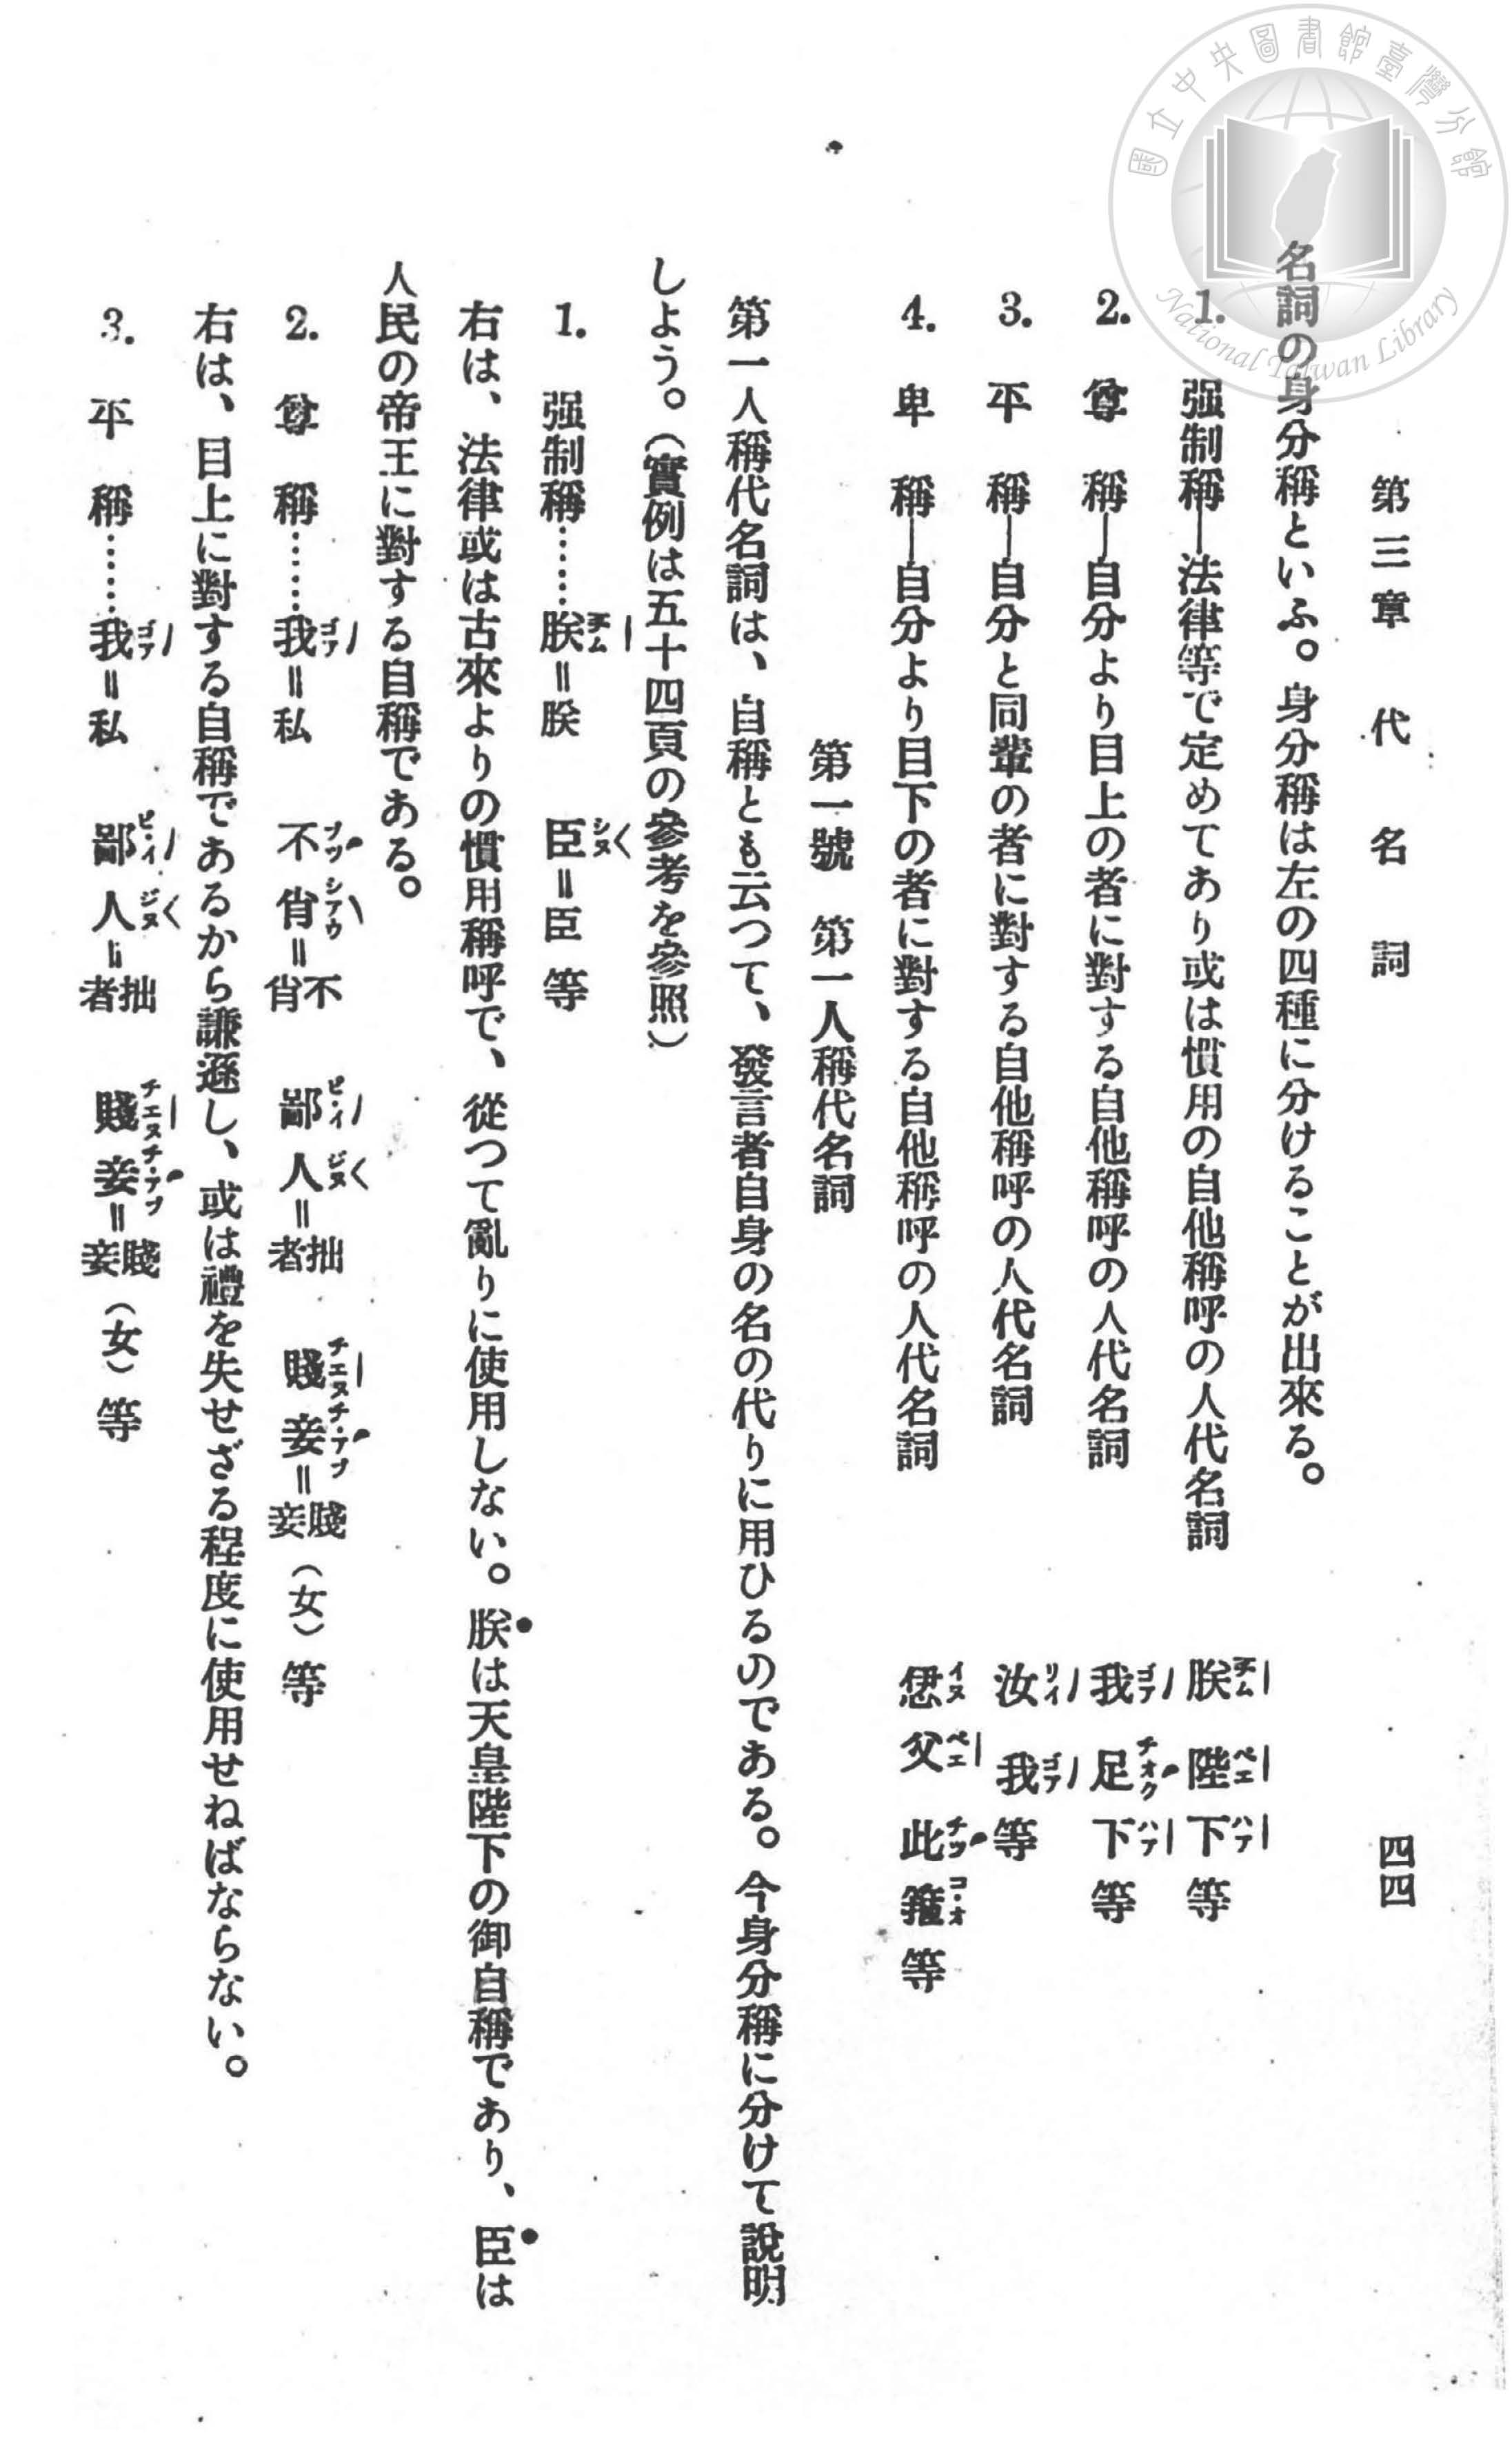 國立中央圖書館臺灣分館
National Taiwan Library
第三章 代名詞 四四
名詞の身分稱といふ。身分稱は左の四種に分けることが出來る。
1. 强制稱―法律等で定めてあり或は慣用の自他稱呼の人代名詞 朕 陛下等
2. 尊稱―自分より目上の者に對する自他稱呼の人代名詞 我 足下等
3. 平稱―自分と同輩の者に對する自他稱呼の人代名詞 汝 我等
4. 卑稱―自分より目下の者に對する自他稱呼の人代名詞 恁父 此等
第一號 第一人稱代名詞
第一人稱代名詞は、自稱とも云つて、發言者自身の名の代りに用ひるのである。今身分稱に分けて說明
しよう。（實例は五十四頁の參考を參照）
1. 强制稱……朕＝朕 臣＝臣 等
右は、法律或は古來よりの慣用稱呼で、從つて亂りに使用しない。朕は天皇陛下の御自稱であり、臣は
人民の帝王に對する自稱である。
2. 尊稱……我＝私 不肖＝不肖 鄙人＝拙者 賤妾＝賤妾（女）等
右は、目上に對する自稱であるから謙遜し、或は禮を失せざる程度に使用せねばならない。
3. 平稱……我＝私 鄙人＝拙者 賤妾＝賤妾（女）等